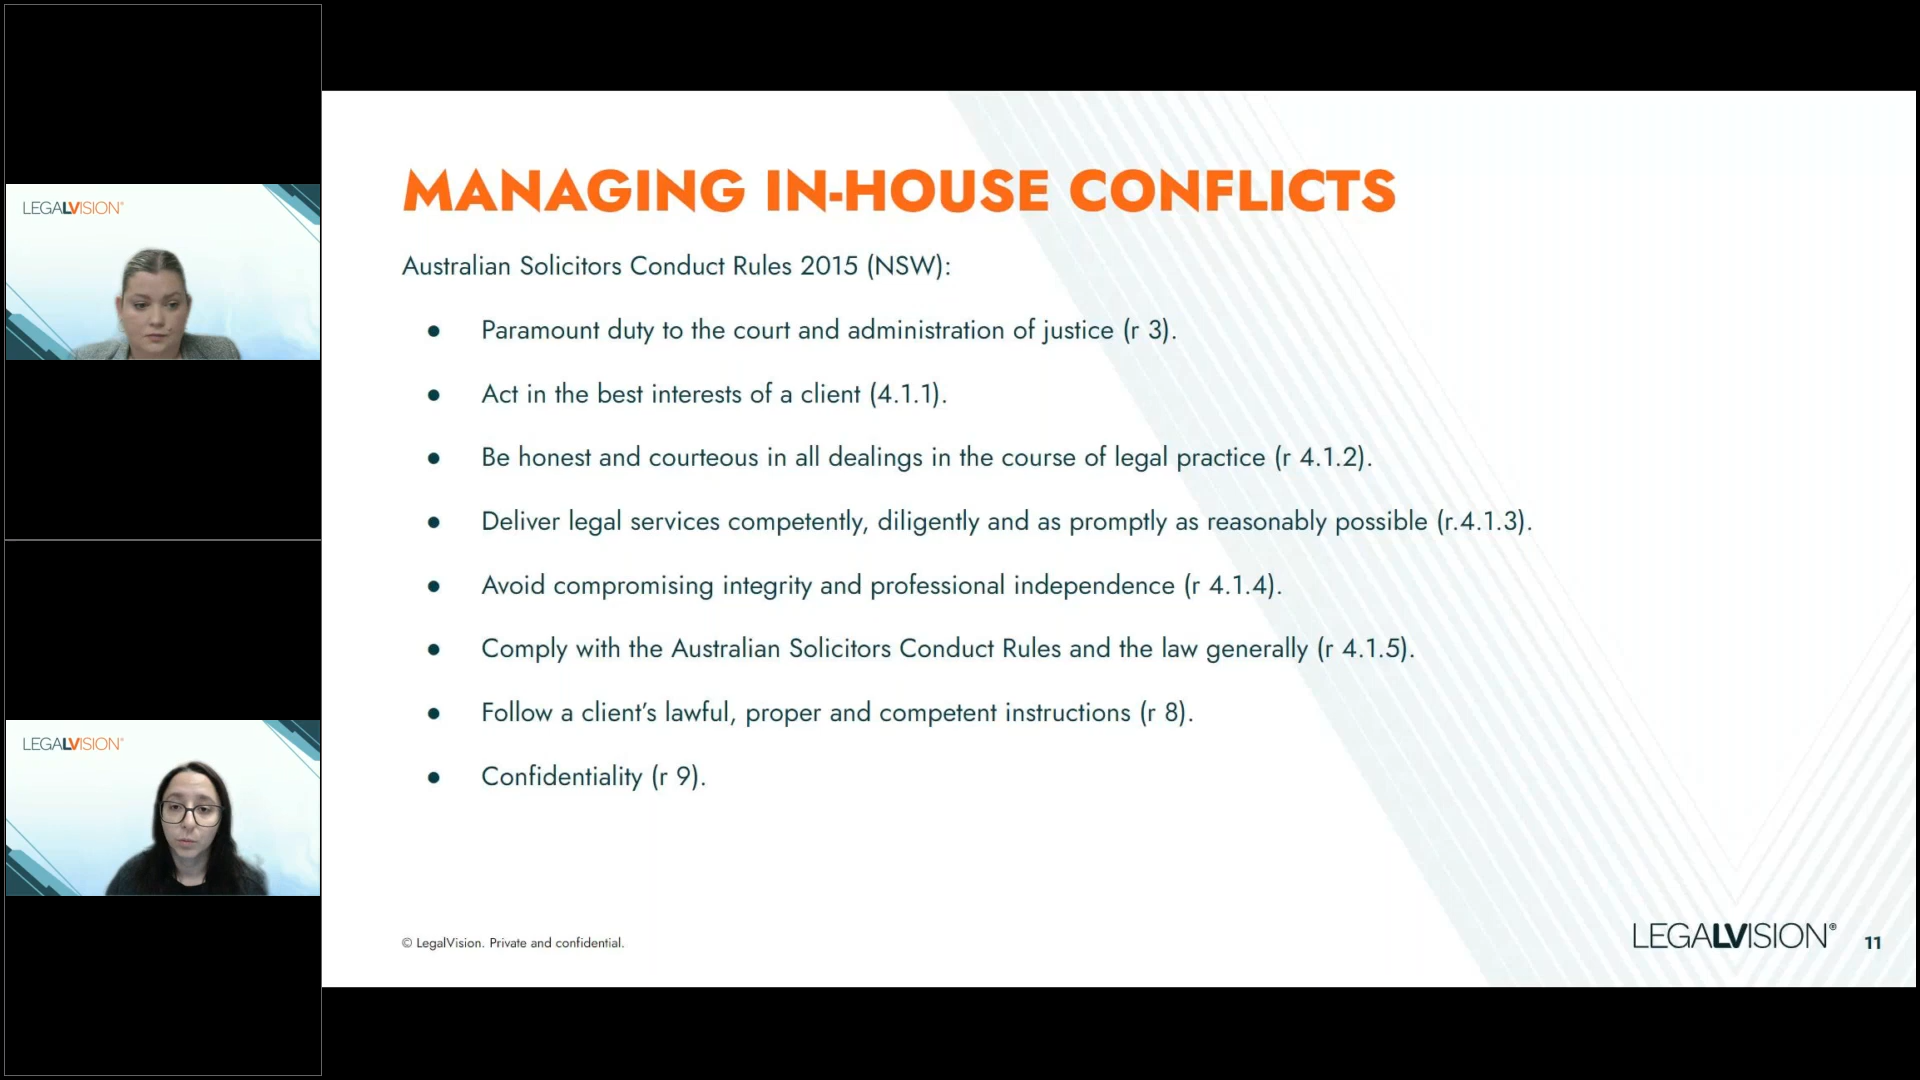 LEGALVISION®
LEGALVISION®
MANAGING IN-HOUSE CONFLICTS
Australian Solicitors Conduct Rules 2015 (NSW):
● Paramount duty to the court and administration of justice (r 3).
● Act in the best interests of a client (4.1.1).
● Be honest and courteous in all dealings in the course of legal practice (r 4.1.2).
● Deliver legal services competently, diligently and as promptly as reasonably possible (r.4.1.3).
● Avoid compromising integrity and professional independence (r 4.1.4).
● Comply with the Australian Solicitors Conduct Rules and the law generally (r 4.1.5).
● Follow a client’s lawful, proper and competent instructions (r 8).
● Confidentiality (r 9).
© LegalVision. Private and confidential.
LEGALVISION®
11